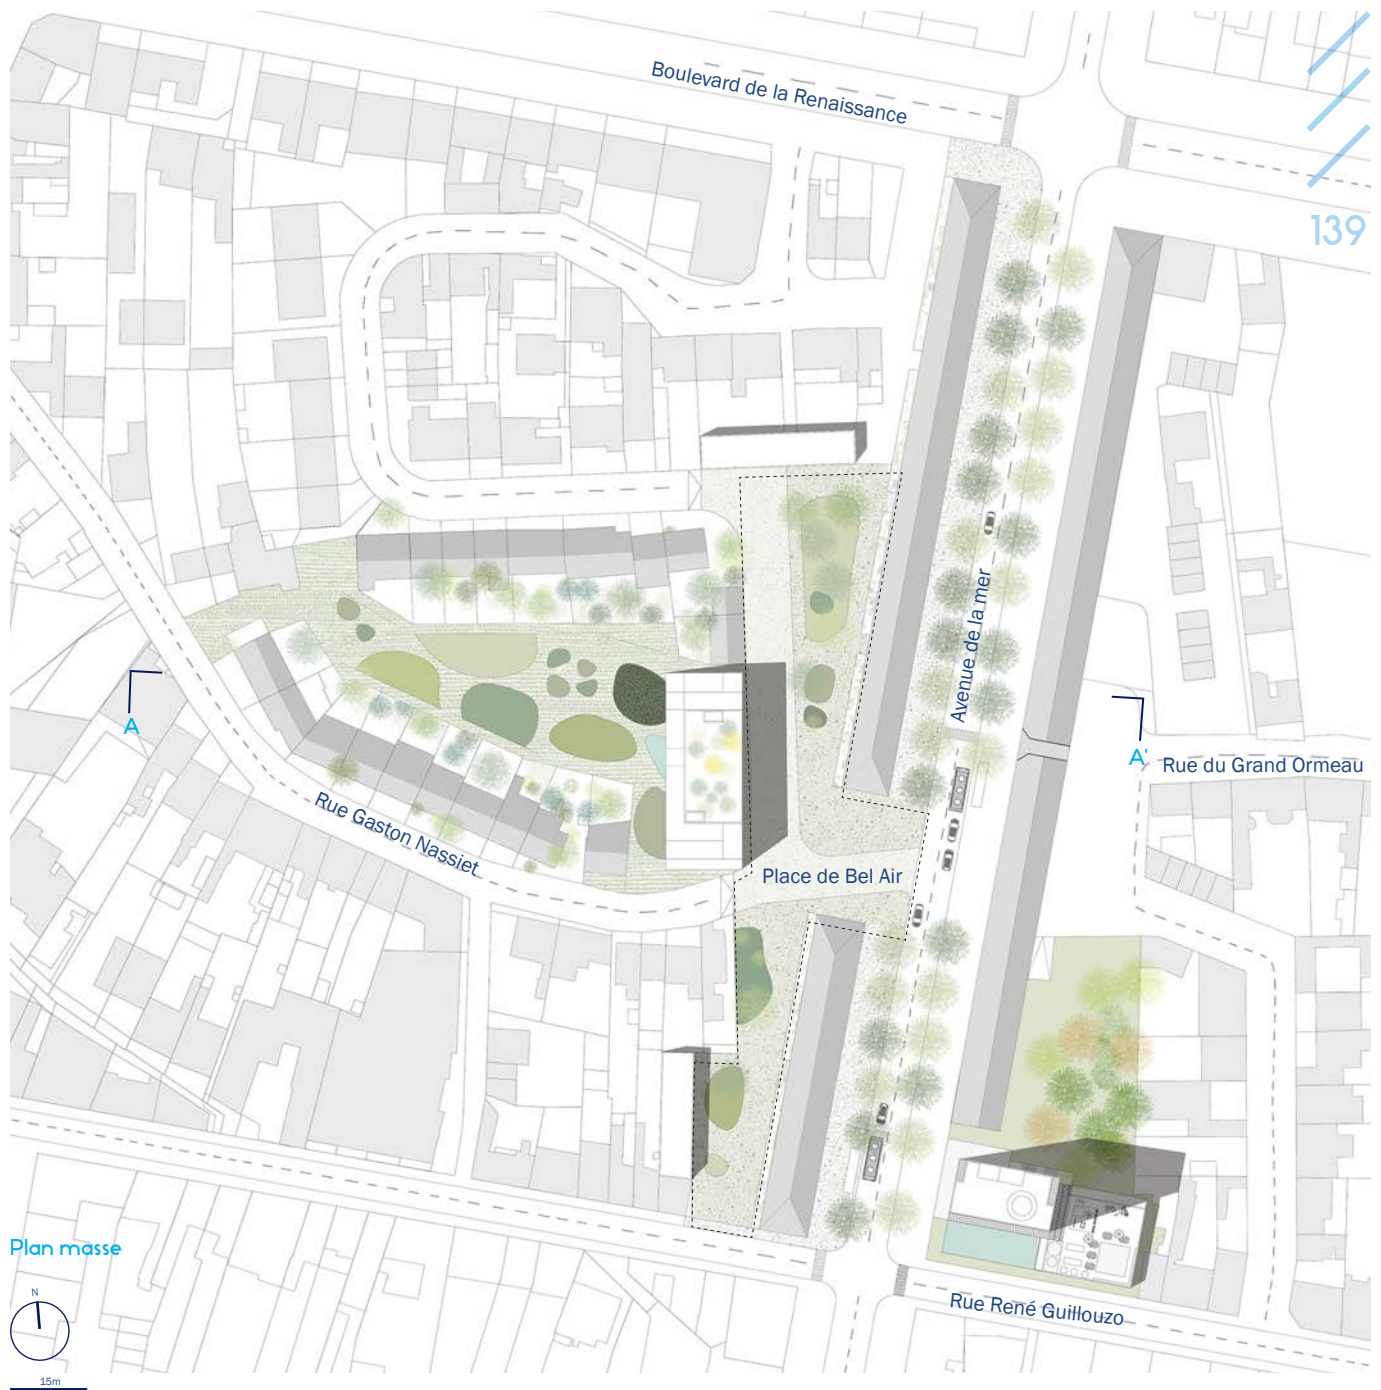 Boulevard de la Renaissance
139
Avenue de la mer
A
A'
Rue du Grand Ormeau
Rue Gaston Nassiet
Place de Bel Air
Plan masse
N
Rue René Guillouzo
15m